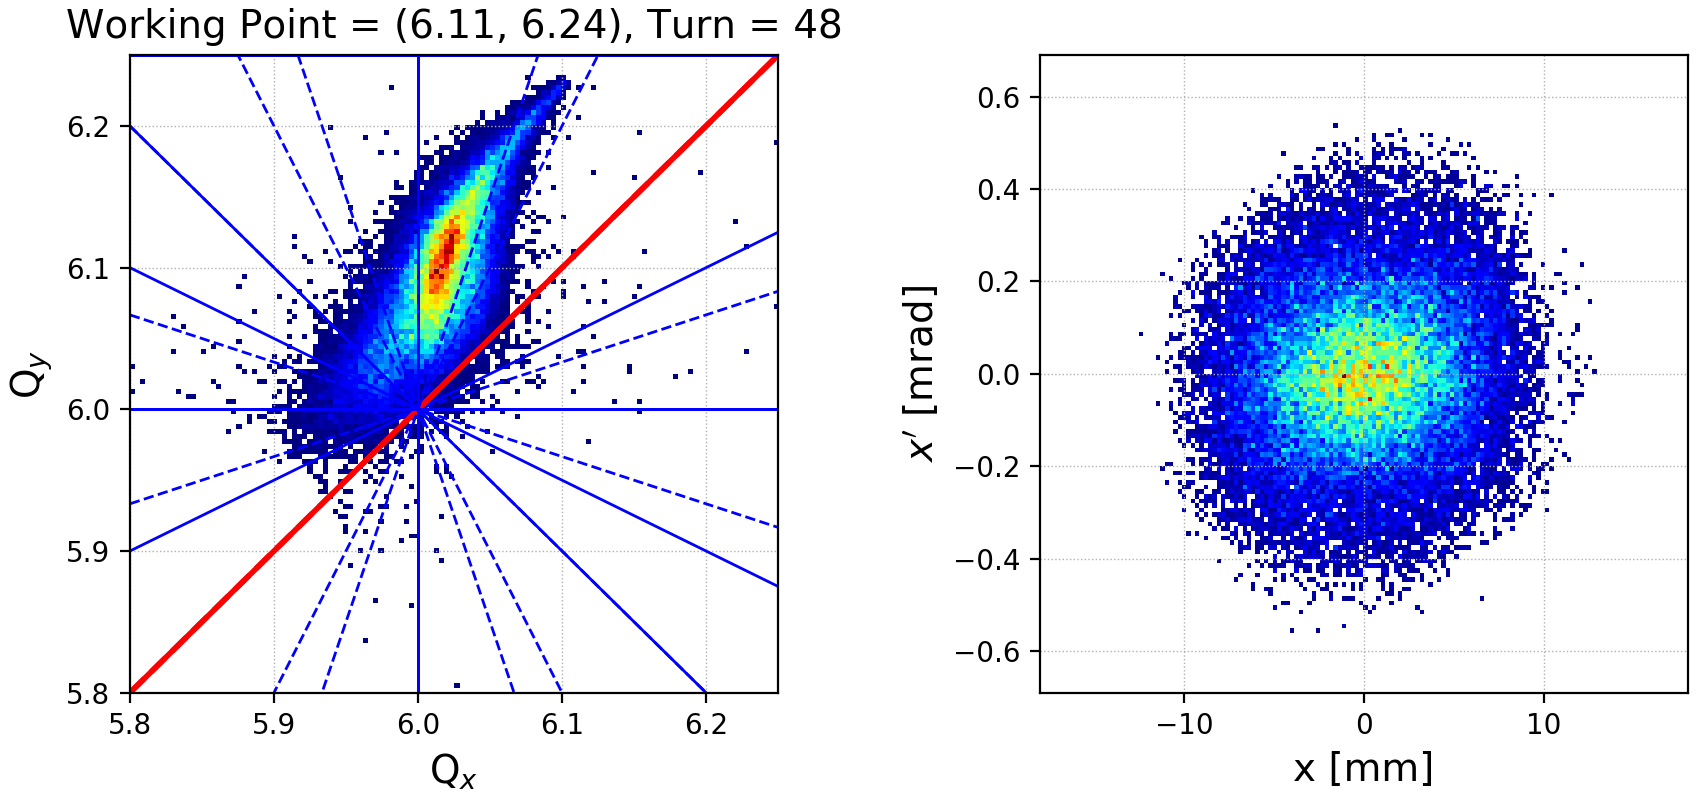 Working Point = (6.11, 6.24), Turn = 48
6.2
6.1
6.0
5.9
5.8
Qy
5.8 5.9 6.0 6.1 6.2
Qx
0.6
0.4
0.2
0.0
−0.2
−0.4
−0.6
x′ [mrad]
−10 0 10
x [mm]